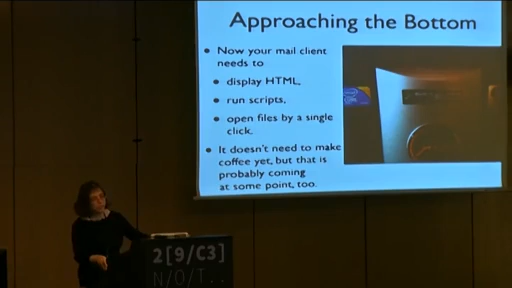 Approaching the Bottom
Now your mail client
needs to
display HTML,
run scripts,
open files by a single
click.
It doesn't need to make
coffee yet, but that is
probably coming
at some point, too.
2[9/C3]
N/O/T..